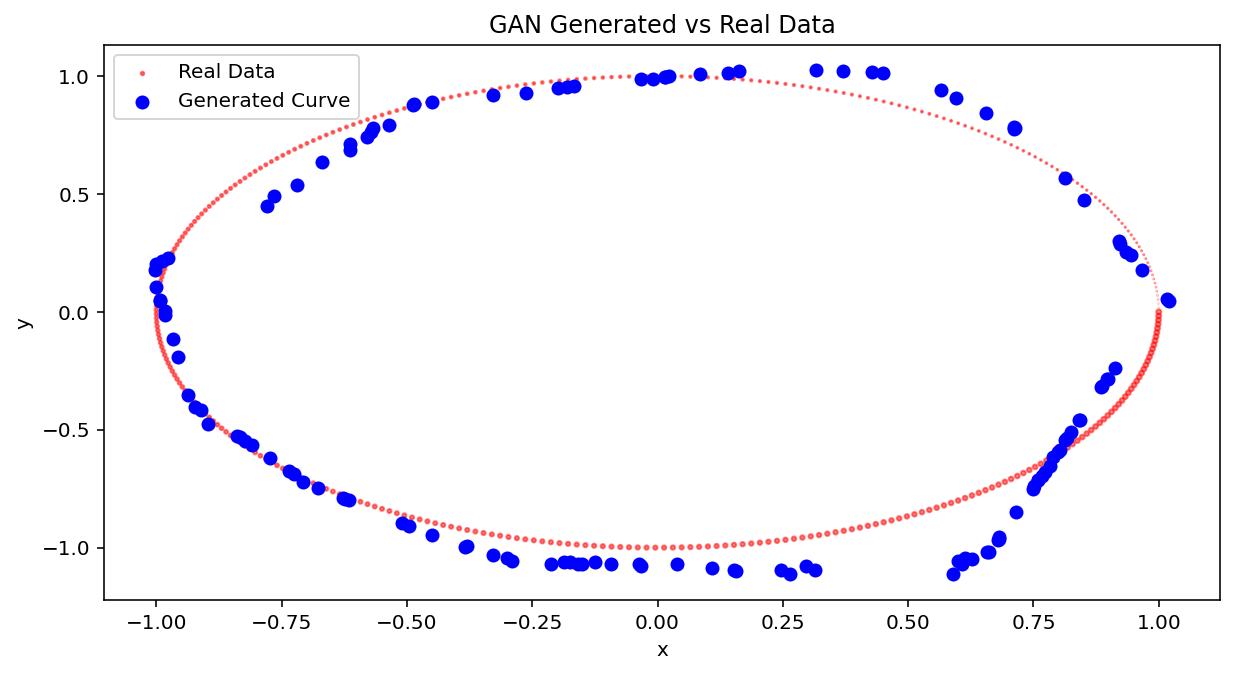 GAN Generated vs Real Data
Real Data
Generated Curve
1.0
0.5
0.0
−0.5
−1.0
y
−1.00 −0.75 −0.50 −0.25 0.00 0.25 0.50 0.75 1.00
x